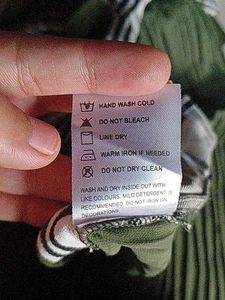 HAND WASH COLD
DO NOT BLEACH
LINE DRY
WARM IRON IF NEEDED
DO NOT DRY CLEAN
WASH AND DRY INSIDE OUT WITH
LIKE COLOURS. MILD DETERGENT IS
RECOMMENDED. DO NOT IRON ON
DECORATION!